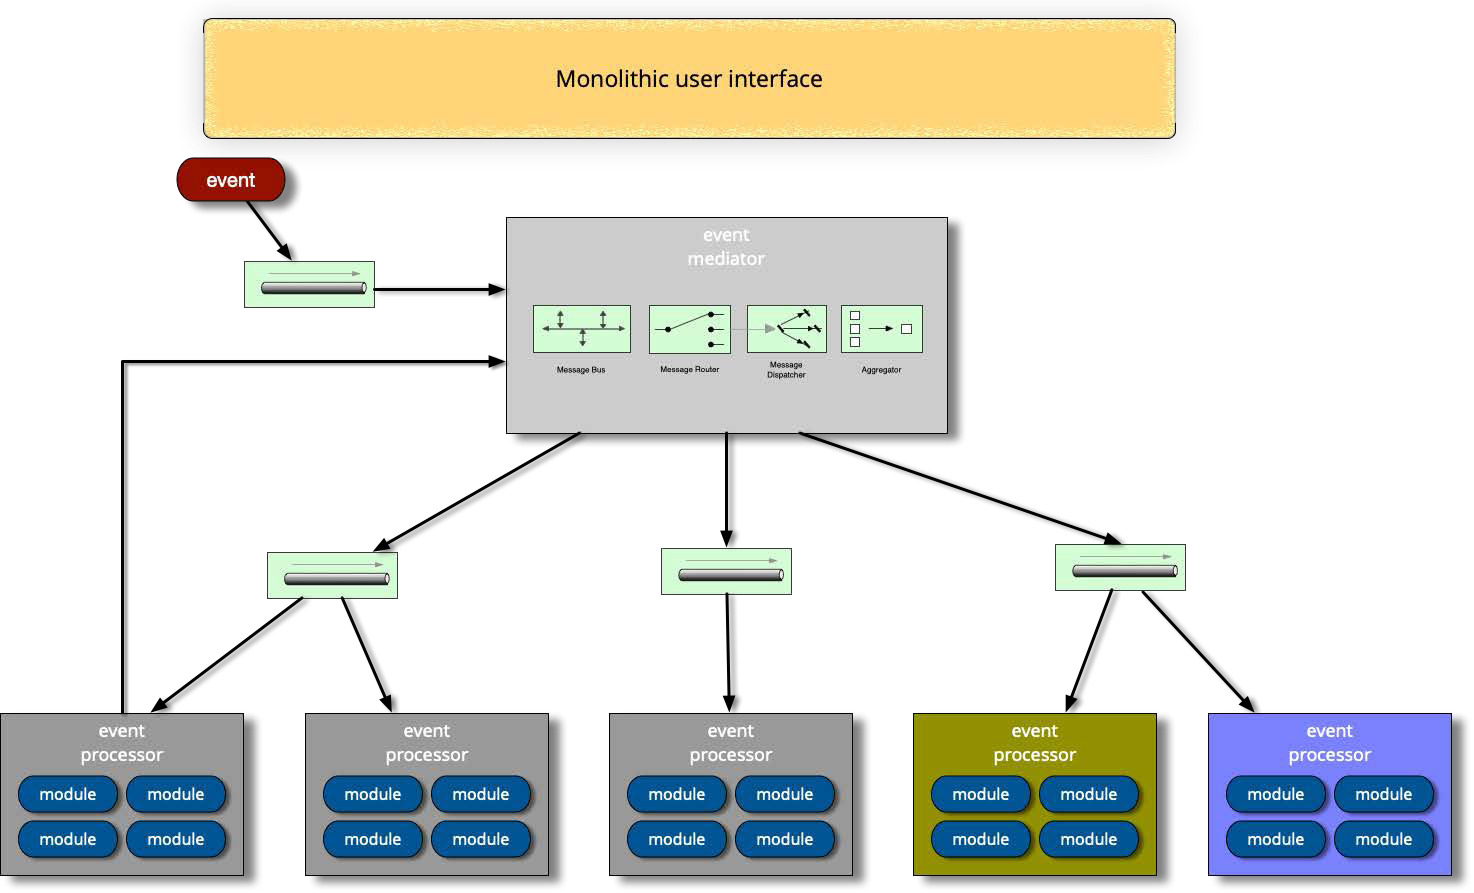 Monolithic user interface
event
event
mediator
Message Bus
Message Router
Message
Dispatcher
Aggregator
event
processor
module module
module module
event
processor
module module
module module
event
processor
module module
module module
event
processor
module module
module module
event
processor
module module
module module